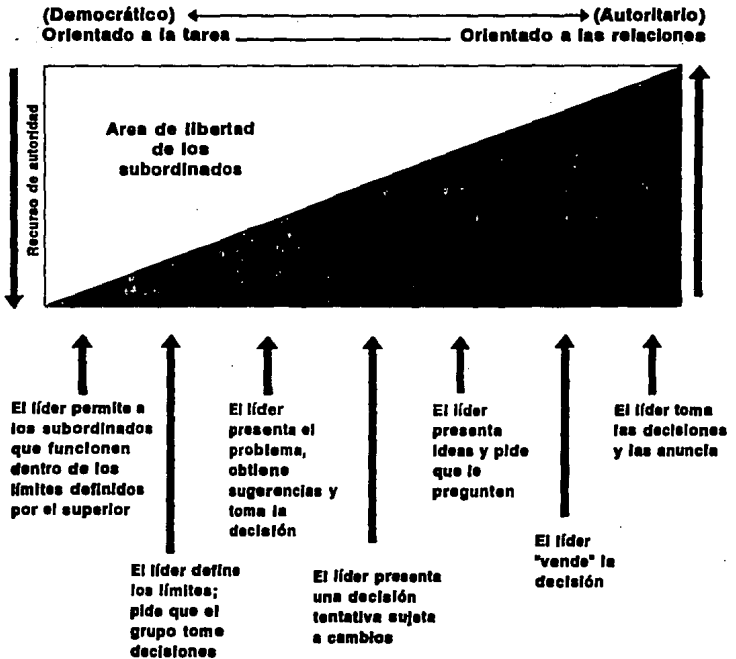 (Democrático) (Autoritario)
Orientado a la tarea Orientado a las relaciones
Recurso de autoridad
Area de libertad
de los
subordinados
El líder permite a
los subordinados
que funcionen
dentro de los
límites definidos
por el superior
El líder define
los límites;
pide que el
grupo tome
decisiones
El líder
presenta el
problema,
obtiene
sugerencias y
toma la
decisión
El líder presenta
una decisión
tentativa sujeta
a cambios
El líder
presenta
ideas y pide
que le
pregunten
El líder
"vende" la
decisión
El líder toma
las decisiones
y las anuncia